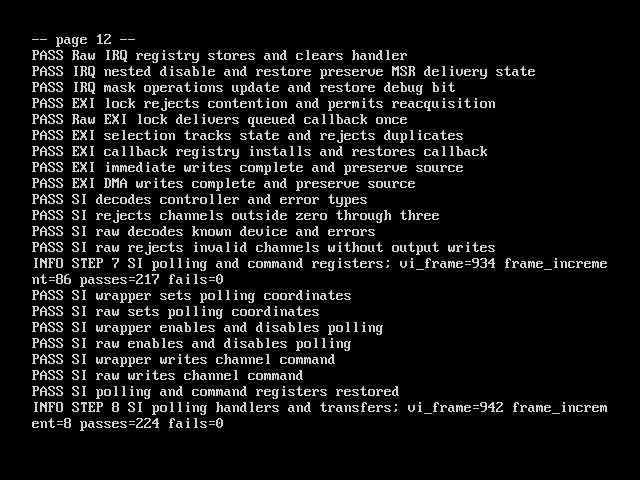 -- page 12 --
PASS Raw IRQ registry stores and clears handler
PASS IRQ nested disable and restore preserve MSR delivery state
PASS IRQ mask operations update and restore debug bit
PASS EXI lock rejects contention and permits reacquisition
PASS Raw EXI lock delivers queued callback once
PASS EXI selection tracks state and rejects duplicates
PASS EXI callback registry installs and restores callback
PASS EXI immediate writes complete and preserve source
PASS EXI DMA writes complete and preserve source
PASS SI decodes controller and error types
PASS SI rejects channels outside zero through three
PASS SI raw decodes known device and errors
PASS SI raw rejects invalid channels without output writes
INFO STEP 7 SI polling and command registers; vi_frame=934 frame_increme
nt=86 passes=217 fails=0
PASS SI wrapper sets polling coordinates
PASS SI raw sets polling coordinates
PASS SI wrapper enables and disables polling
PASS SI raw enables and disables polling
PASS SI wrapper writes channel command
PASS SI raw writes channel command
PASS SI polling and command registers restored
INFO STEP 8 SI polling handlers and transfers; vi_frame=942 frame_increm
ent=8 passes=224 fails=0